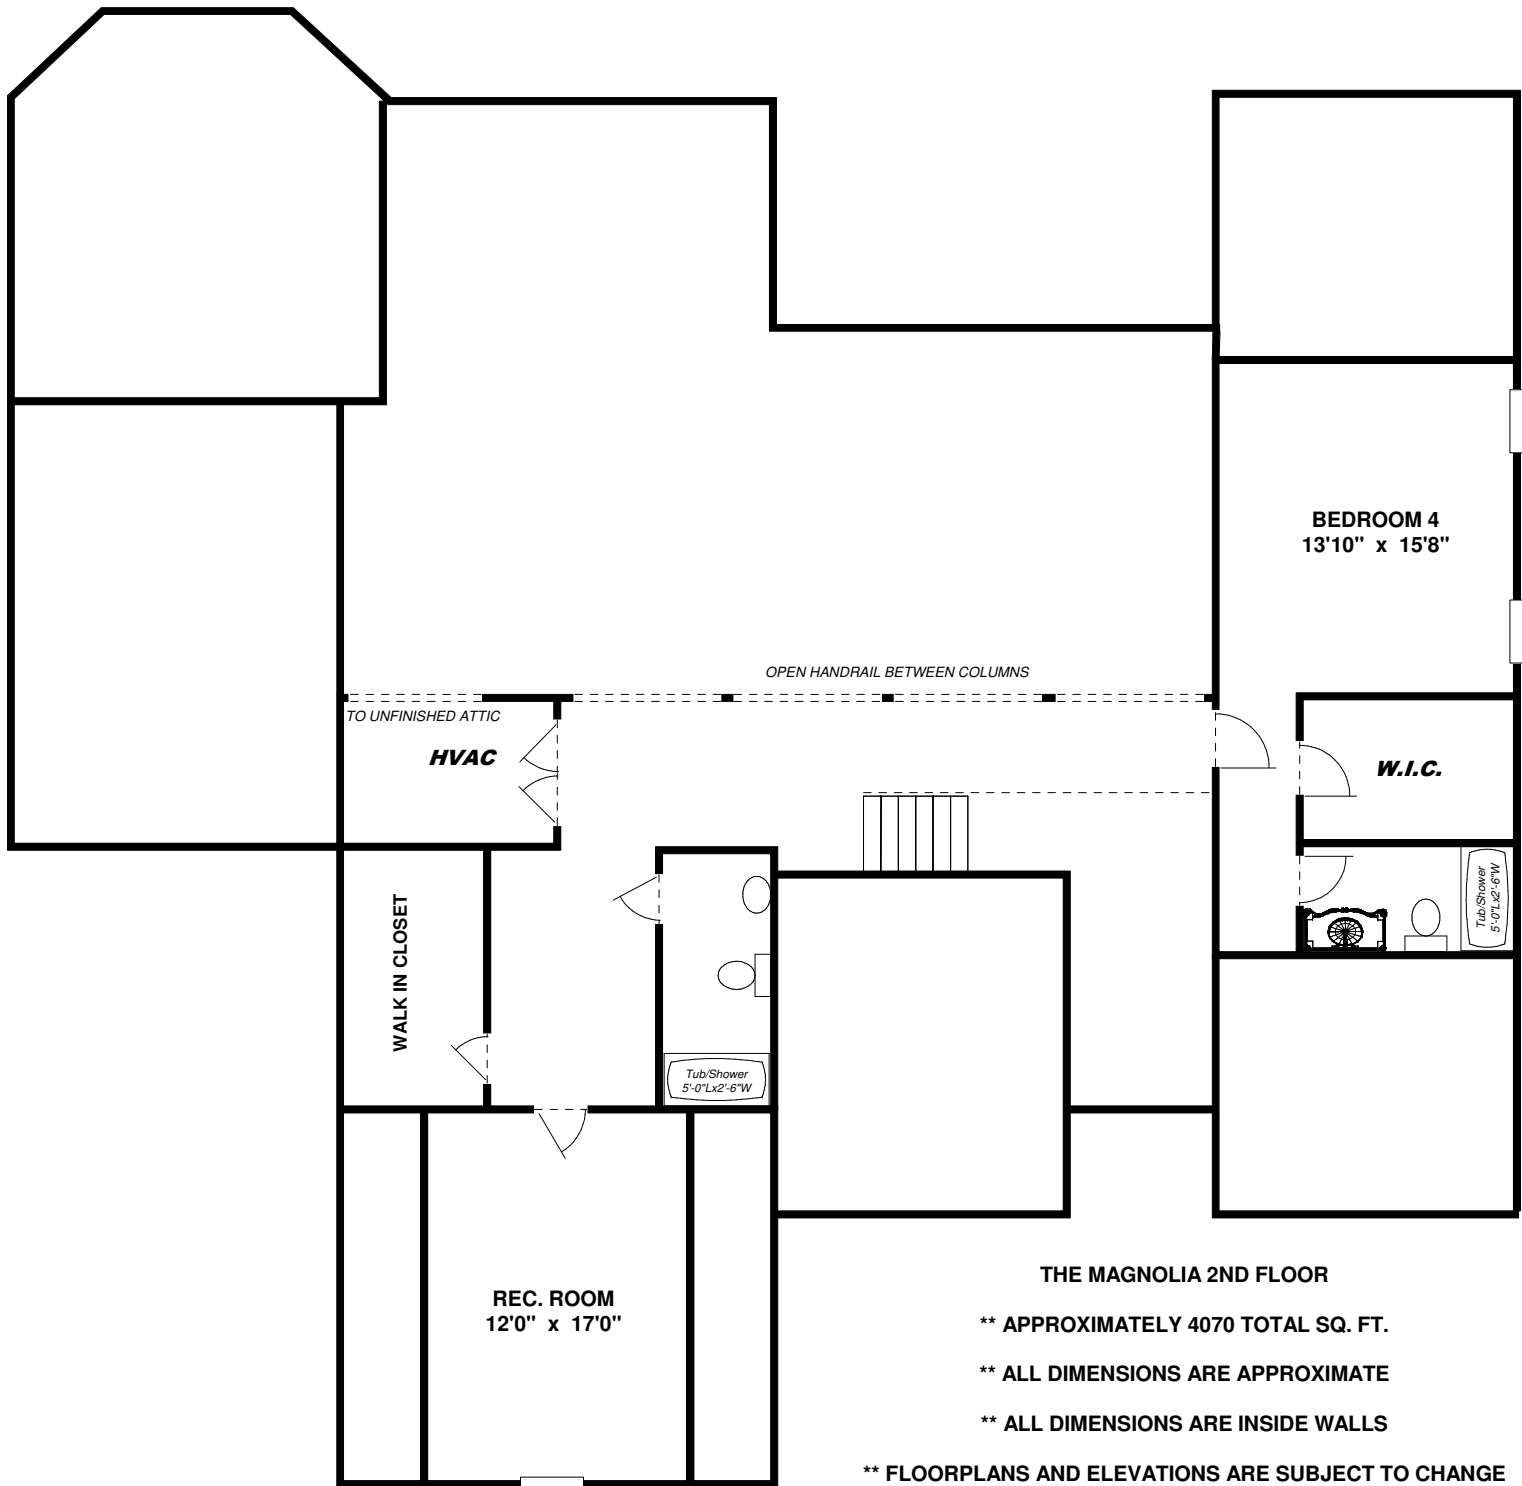 BEDROOM 4
13'10" x 15'8"
OPEN HANDRAIL BETWEEN COLUMNS
TO UNFINISHED ATTIC
HVAC
W.I.C.
Tub/Shower
5'-0"Lx2'-6"W
WALK IN CLOSET
Tub/Shower
5'-0"Lx2'-6"W
REC. ROOM
12'0" x 17'0"
THE MAGNOLIA 2ND FLOOR
** APPROXIMATELY 4070 TOTAL SQ. FT.
** ALL DIMENSIONS ARE APPROXIMATE
** ALL DIMENSIONS ARE INSIDE WALLS
** FLOORPLANS AND ELEVATIONS ARE SUBJECT TO CHANGE